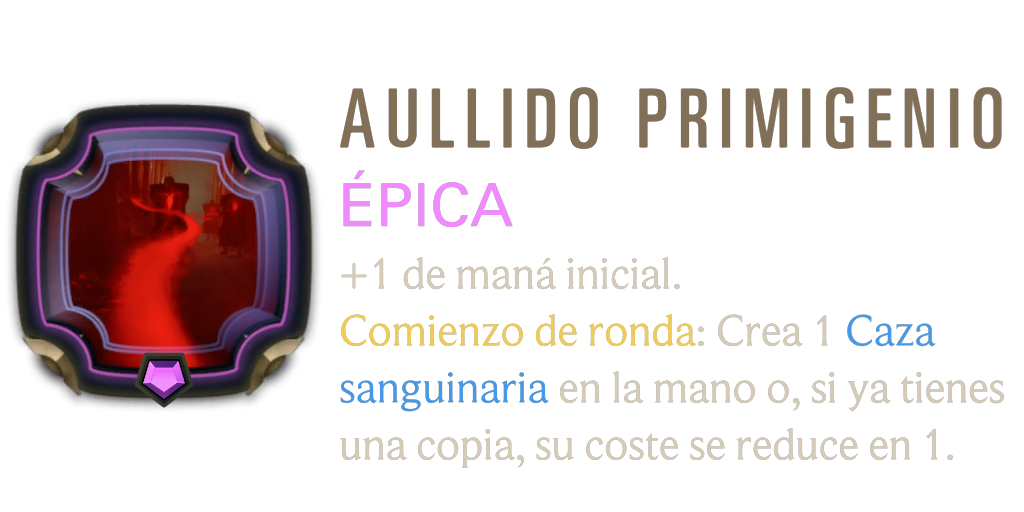 AULLIDO PRIMIGENIO
ÉPICA
+1 de maná inicial.
Comienzo de ronda: Crea 1 Caza
sanguinaria en la mano o, si ya tienes
una copia, su coste se reduce en 1.